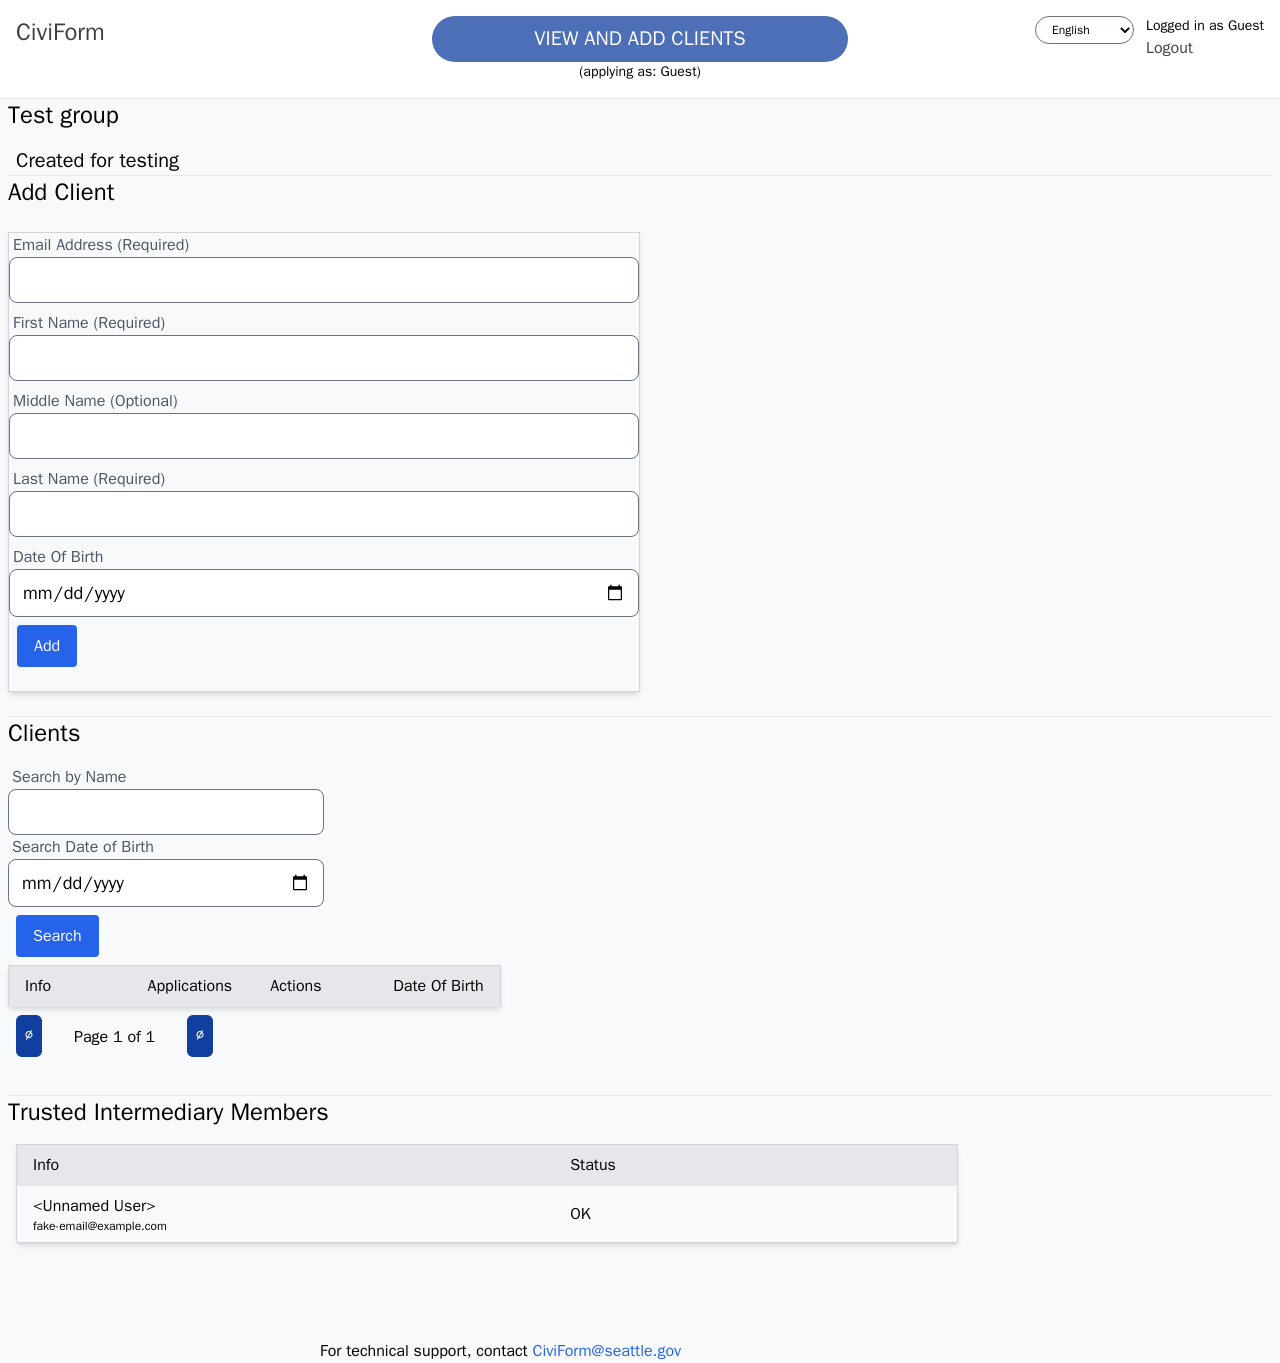 CiviForm
VIEW AND ADD CLIENTS
(applying as: Guest)
English
Logged in as Guest
Logout
Test group
Created for testing
Add Client
Email Address (Required)
First Name (Required)
Middle Name (Optional)
Last Name (Required)
Date Of Birth
mm/dd/yyyy
Add
Clients
Search by Name
Search Date of Birth
mm/dd/yyyy
Search
Info Applications Actions Date Of Birth
∅ Page 1 of 1 ∅
Trusted Intermediary Members
Info Status
<Unnamed User>
fake-email@example.com
OK
For technical support, contact CiviForm@seattle.gov